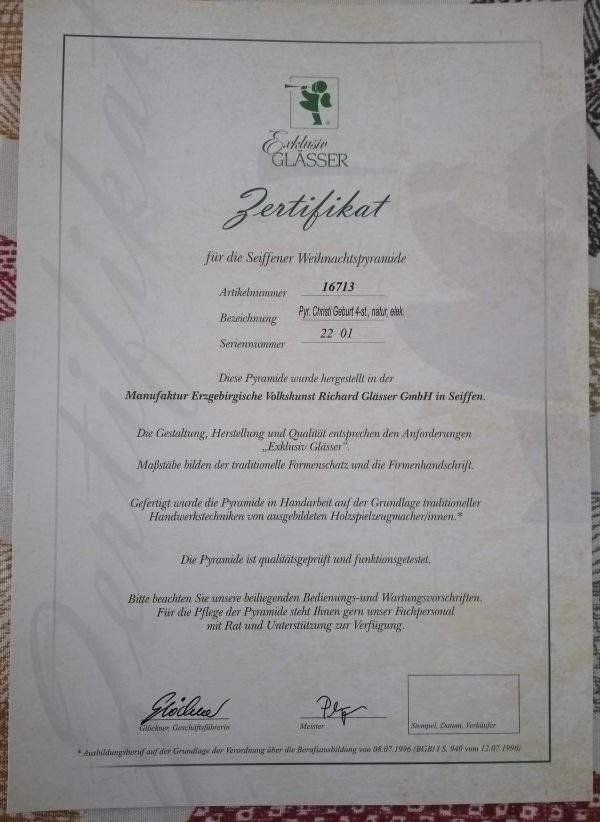 Exklusiv
GLÄSSER
Zertifikat
für die Seiffener Weihnachtspyramide
Artikelnummer 16713
Bezeichnung Pyr. Christi Geburt 4-st., natur, elek.
Seriennummer 22 01
Diese Pyramide wurde hergestellt in der
Manufaktur Erzgebirgische Volkskunst Richard Glässer GmbH in Seiffen.
Die Gestaltung, Herstellung und Qualität entsprechen den Anforderungen
„Exklusiv Glässer".
Maßstäbe bilden der traditionelle Formenschatz und die Firmenhandschrift.
Gefertigt wurde die Pyramide in Handarbeit auf der Grundlage traditioneller
Handwerkstechniken von ausgebildeten Holzspielzeugmacher/innen.*
Die Pyramide ist qualitätsgeprüft und funktionsgetestet.
Bitte beachten Sie unsere beiliegenden Bedienungs-und Wartungsvorschriften.
Für die Pflege der Pyramide steht Ihnen gern unser Fachpersonal
mit Rat und Unterstützung zur Verfügung.
Glöckner
Glöckner, Geschäftsführerin
Meister
Stempel, Datum, Verkäufer
* Ausbildungsberuf auf der Grundlage der Verordnung über die Berufsausbildung von 08.07.1996 (BGBl I S. 940 vom 12.07.1996)
Zertifikat